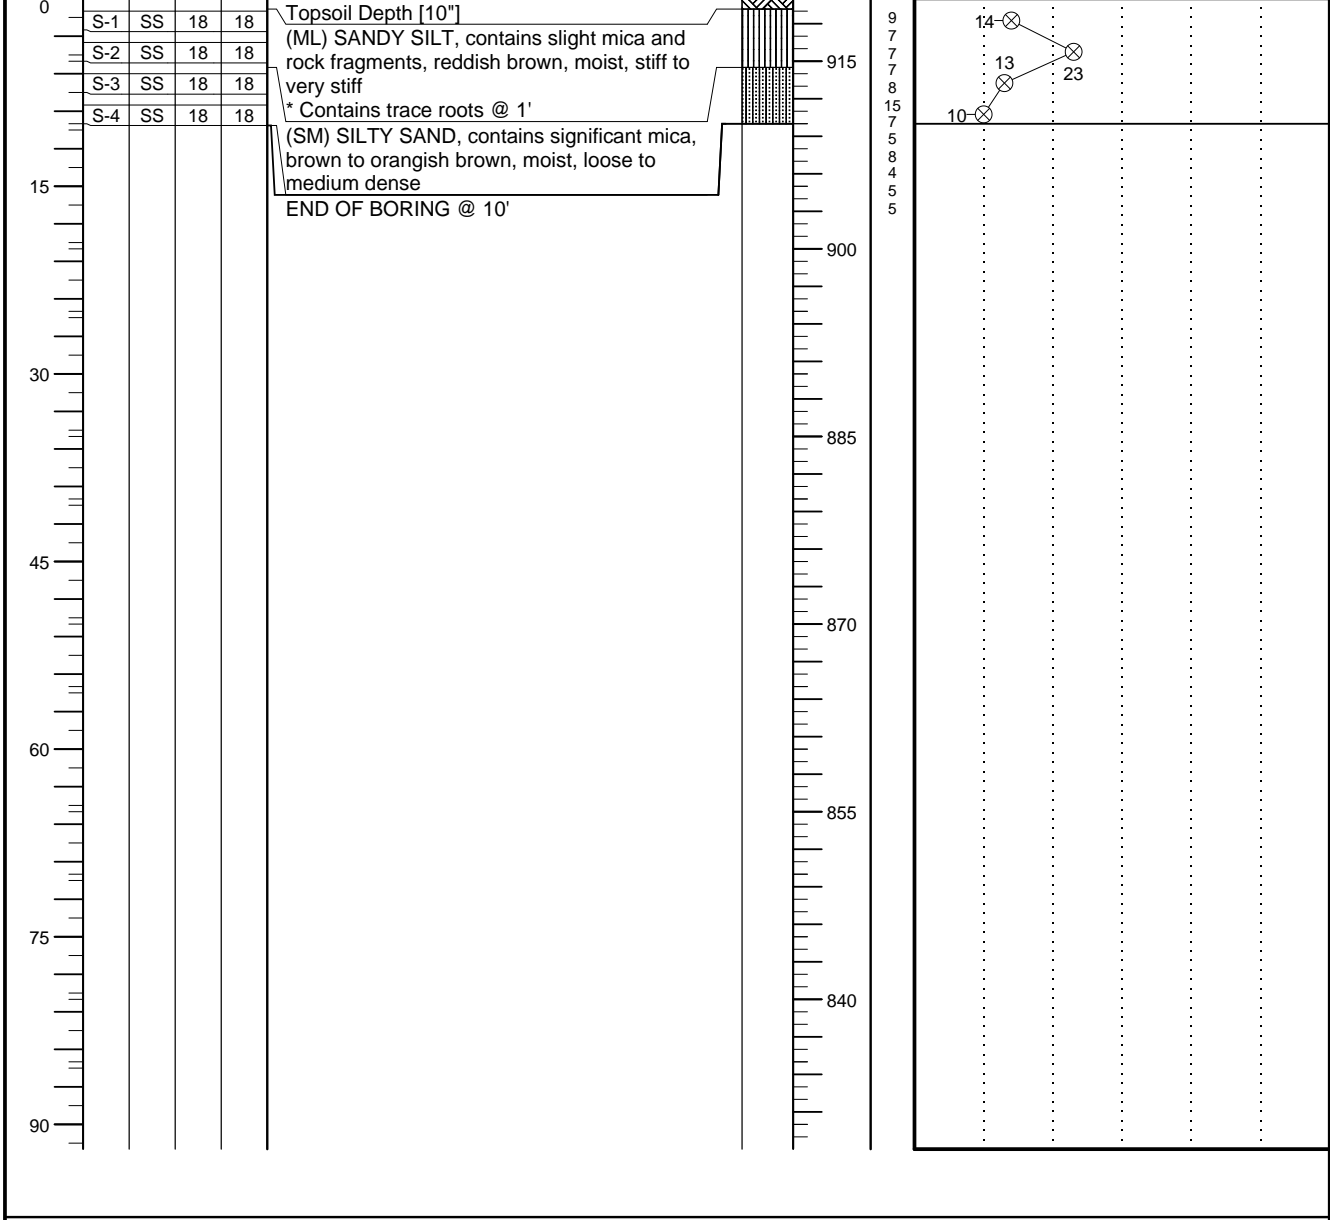 0
S-1 SS 18 18
S-2 SS 18 18
S-3 SS 18 18
S-4 SS 18 18
15
30
45
60
75
90
Topsoil Depth [10"]
(ML) SANDY SILT, contains slight mica and
rock fragments, reddish brown, moist, stiff to
very stiff
* Contains trace roots @ 1'
(SM) SILTY SAND, contains significant mica,
brown to orangish brown, moist, loose to
medium dense
END OF BORING @ 10'
915
900
885
870
855
840
9
7
7
7
8
15
7
5
8
4
5
5
14
23
13
10